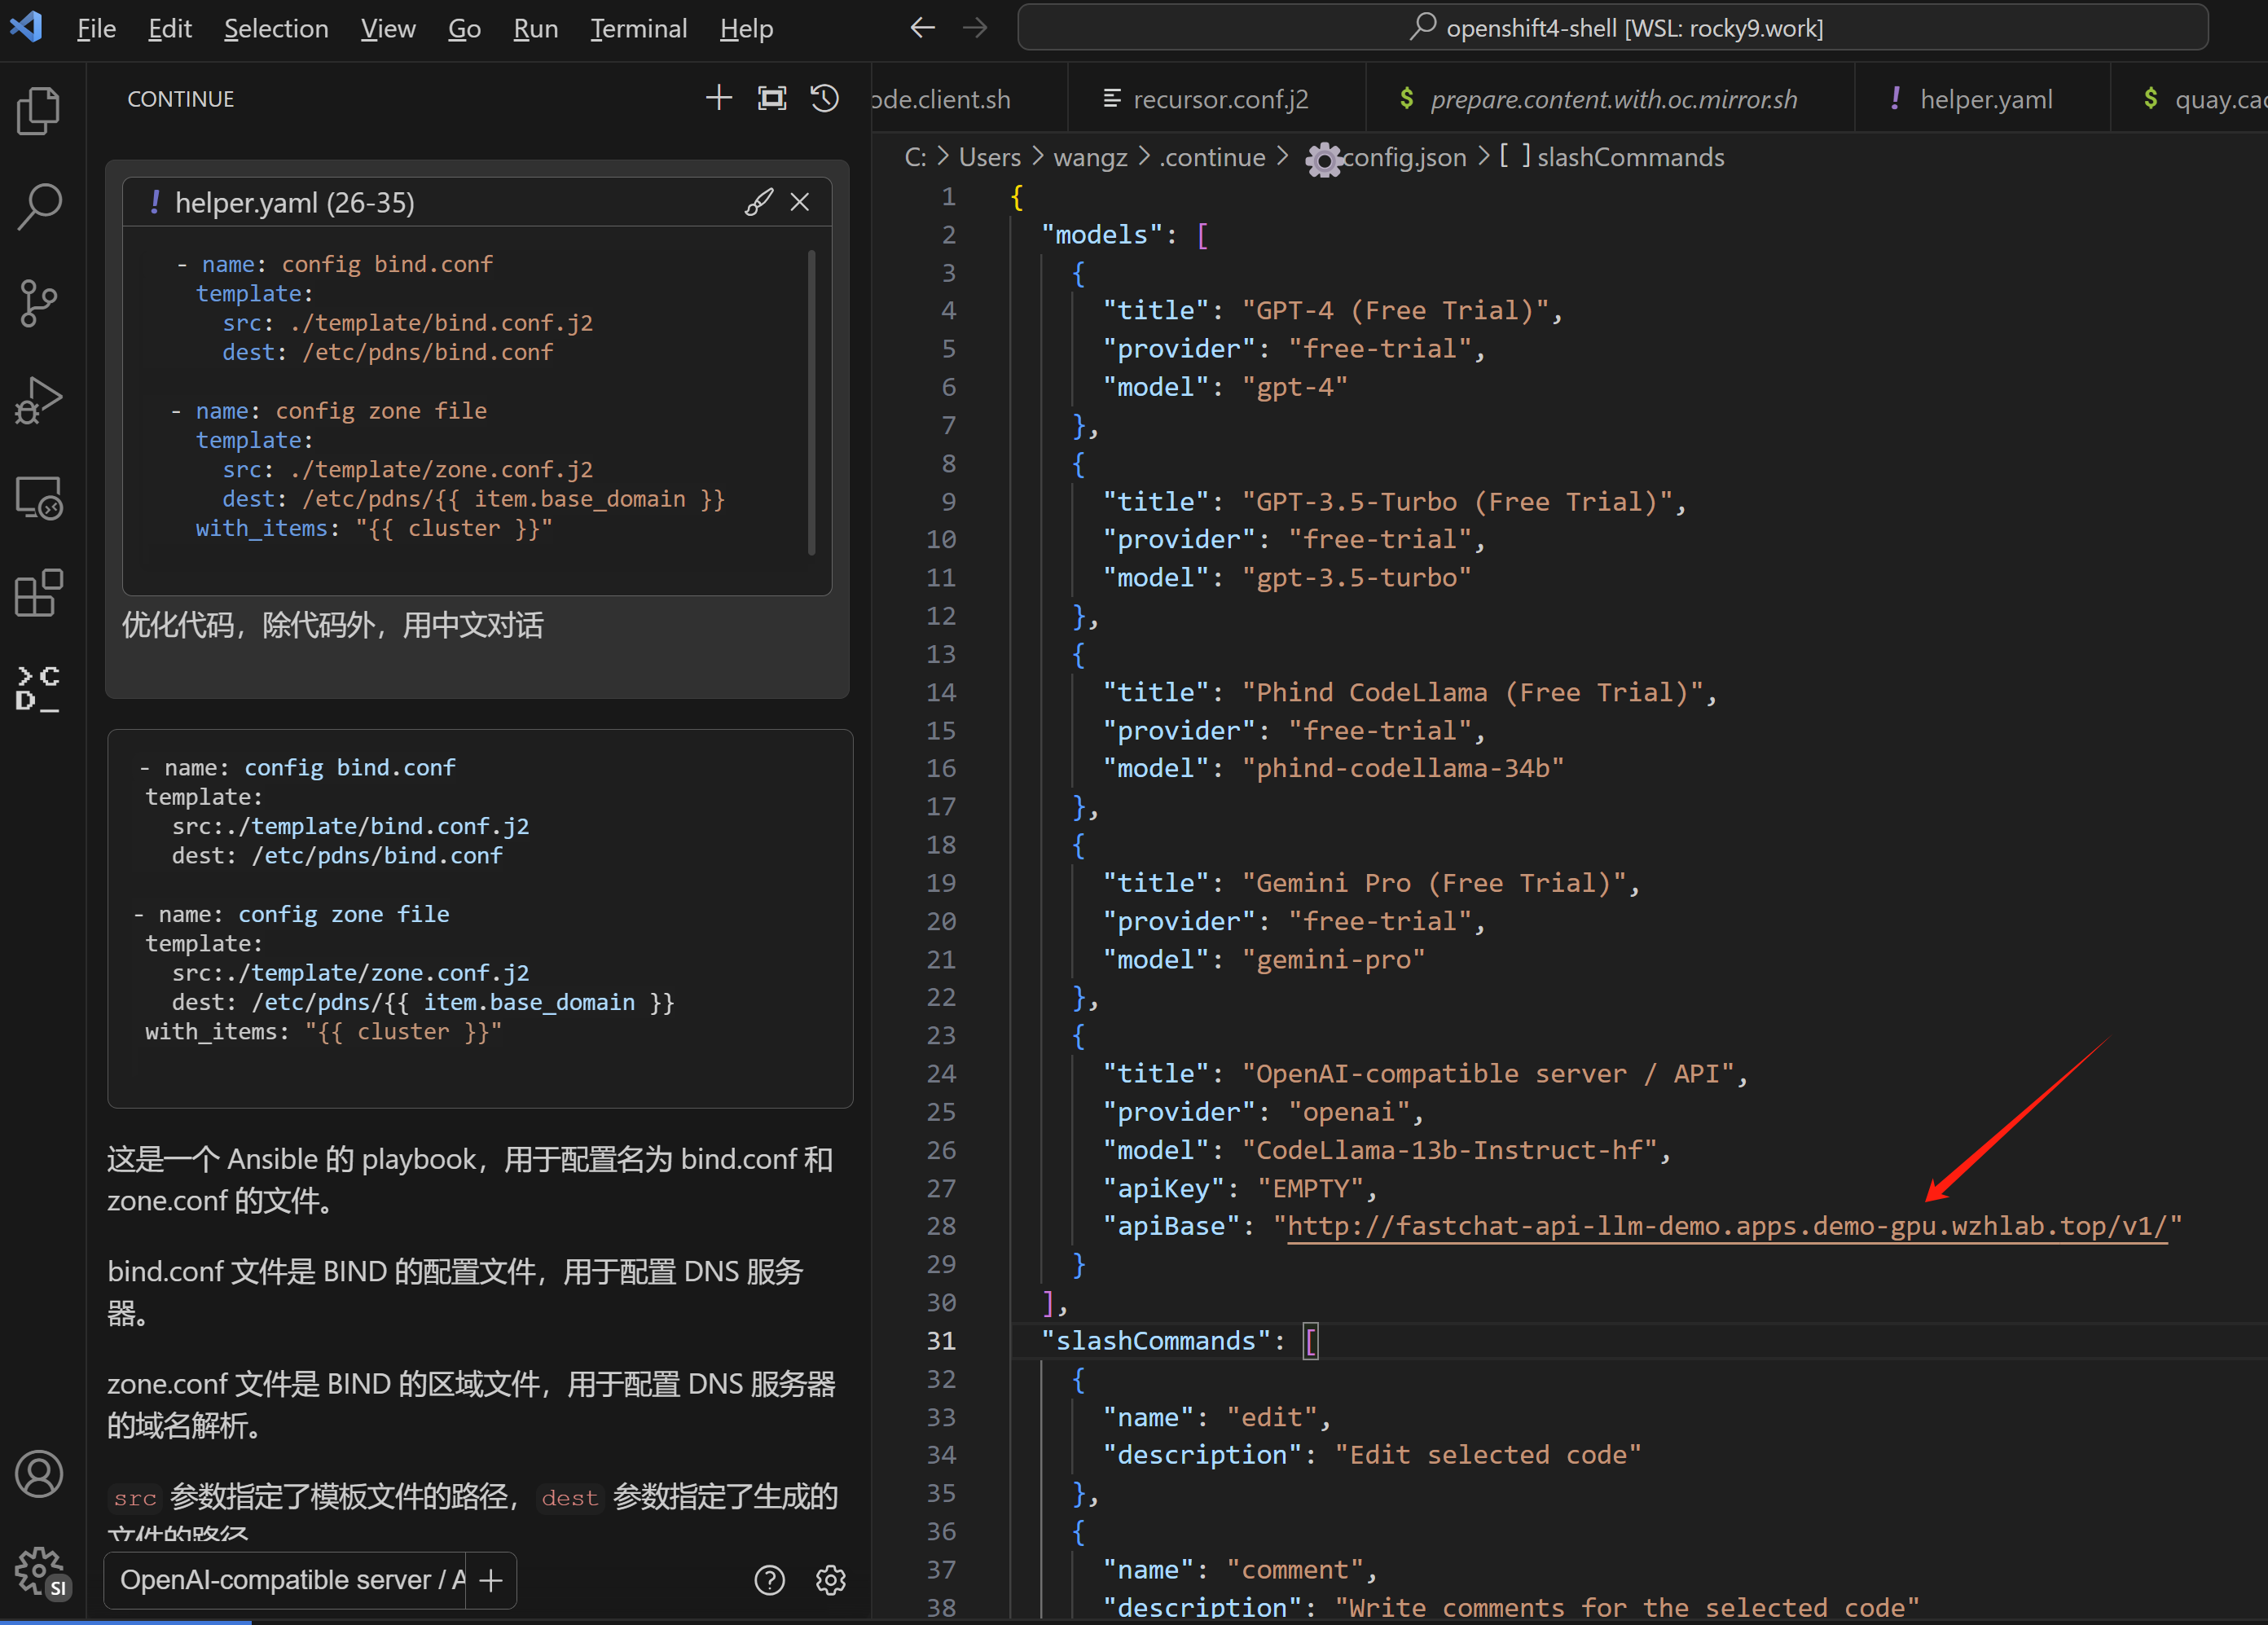 File Edit Selection View Go Run Terminal Help
openshift4-shell [WSL: rocky9.work]
CONTINUE
ode.client.sh
recursor.conf.j2
$ prepare.content.with.oc.mirror.sh
! helper.yaml
$ quay.cac
C: > Users > wangz > .continue > config.json > [ ] slashCommands
! helper.yaml (26-35)
- name: config bind.conf
template:
src: ./template/bind.conf.j2
dest: /etc/pdns/bind.conf
- name: config zone file
template:
src: ./template/zone.conf.j2
dest: /etc/pdns/{{ item.base_domain }}
with_items: "{{ cluster }}"
优化代码，除代码外，用中文对话
- name: config bind.conf
template:
src:./template/bind.conf.j2
dest: /etc/pdns/bind.conf
- name: config zone file
template:
src:./template/zone.conf.j2
dest: /etc/pdns/{{ item.base_domain }}
with_items: "{{ cluster }}"
这是一个 Ansible 的 playbook，用于配置名为 bind.conf 和
zone.conf 的文件。
bind.conf 文件是 BIND 的配置文件，用于配置 DNS 服务
器。
zone.conf 文件是 BIND 的区域文件，用于配置 DNS 服务器
的域名解析。
src 参数指定了模板文件的路径，dest 参数指定了生成的
文件的路径
OpenAI-compatible server / A
SI
>C
D_
1 {
2 "models": [
3 {
4 "title": "GPT-4 (Free Trial)",
5 "provider": "free-trial",
6 "model": "gpt-4"
7 },
8 {
9 "title": "GPT-3.5-Turbo (Free Trial)",
10 "provider": "free-trial",
11 "model": "gpt-3.5-turbo"
12 },
13 {
14 "title": "Phind CodeLlama (Free Trial)",
15 "provider": "free-trial",
16 "model": "phind-codellama-34b"
17 },
18 {
19 "title": "Gemini Pro (Free Trial)",
20 "provider": "free-trial",
21 "model": "gemini-pro"
22 },
23 {
24 "title": "OpenAI-compatible server / API",
25 "provider": "openai",
26 "model": "CodeLlama-13b-Instruct-hf",
27 "apiKey": "EMPTY",
28 "apiBase": "http://fastchat-api-llm-demo.apps.demo-gpu.wzhlab.top/v1/"
29 }
30 ],
31 "slashCommands": [
32 {
33 "name": "edit",
34 "description": "Edit selected code"
35 },
36 {
37 "name": "comment",
38 "description": "Write comments for the selected code"